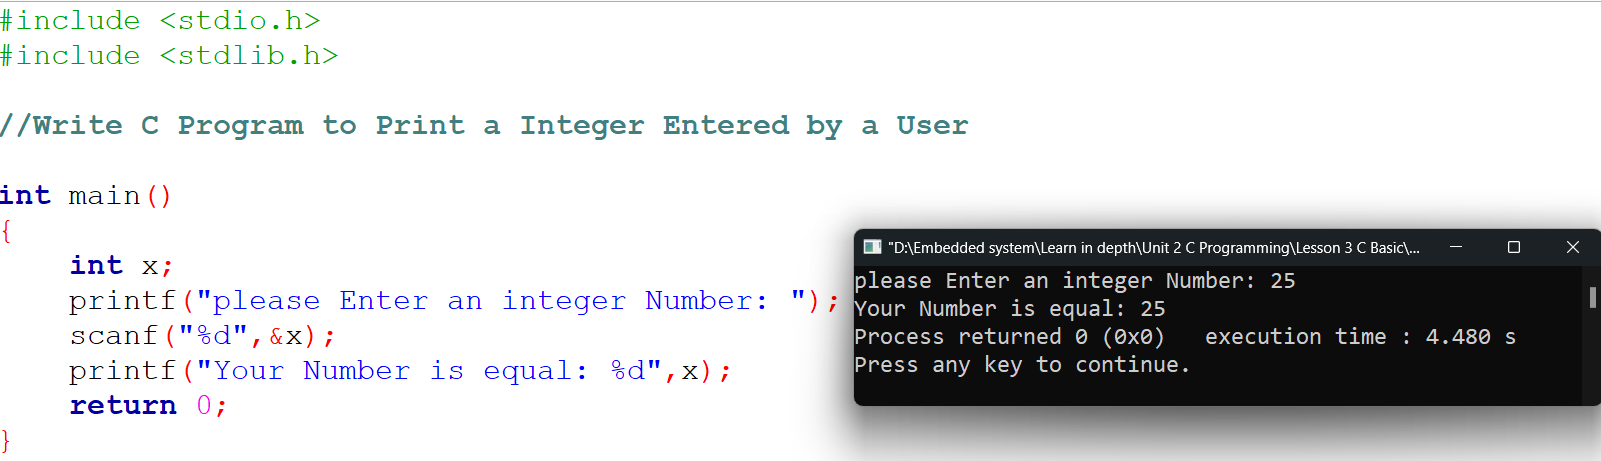 #include <stdio.h>
#include <stdlib.h>
//Write C Program to Print a Integer Entered by a User
int main()
{
int x;
printf("please Enter an integer Number: ");
scanf("%d",&x);
printf("Your Number is equal: %d",x);
return 0;
}
"D:\Embedded system\Learn in depth\Unit 2 C Programming\Lesson 3 C Basic\...
please Enter an integer Number: 25
Your Number is equal: 25
Process returned 0 (0x0)   execution time : 4.480 s
Press any key to continue.